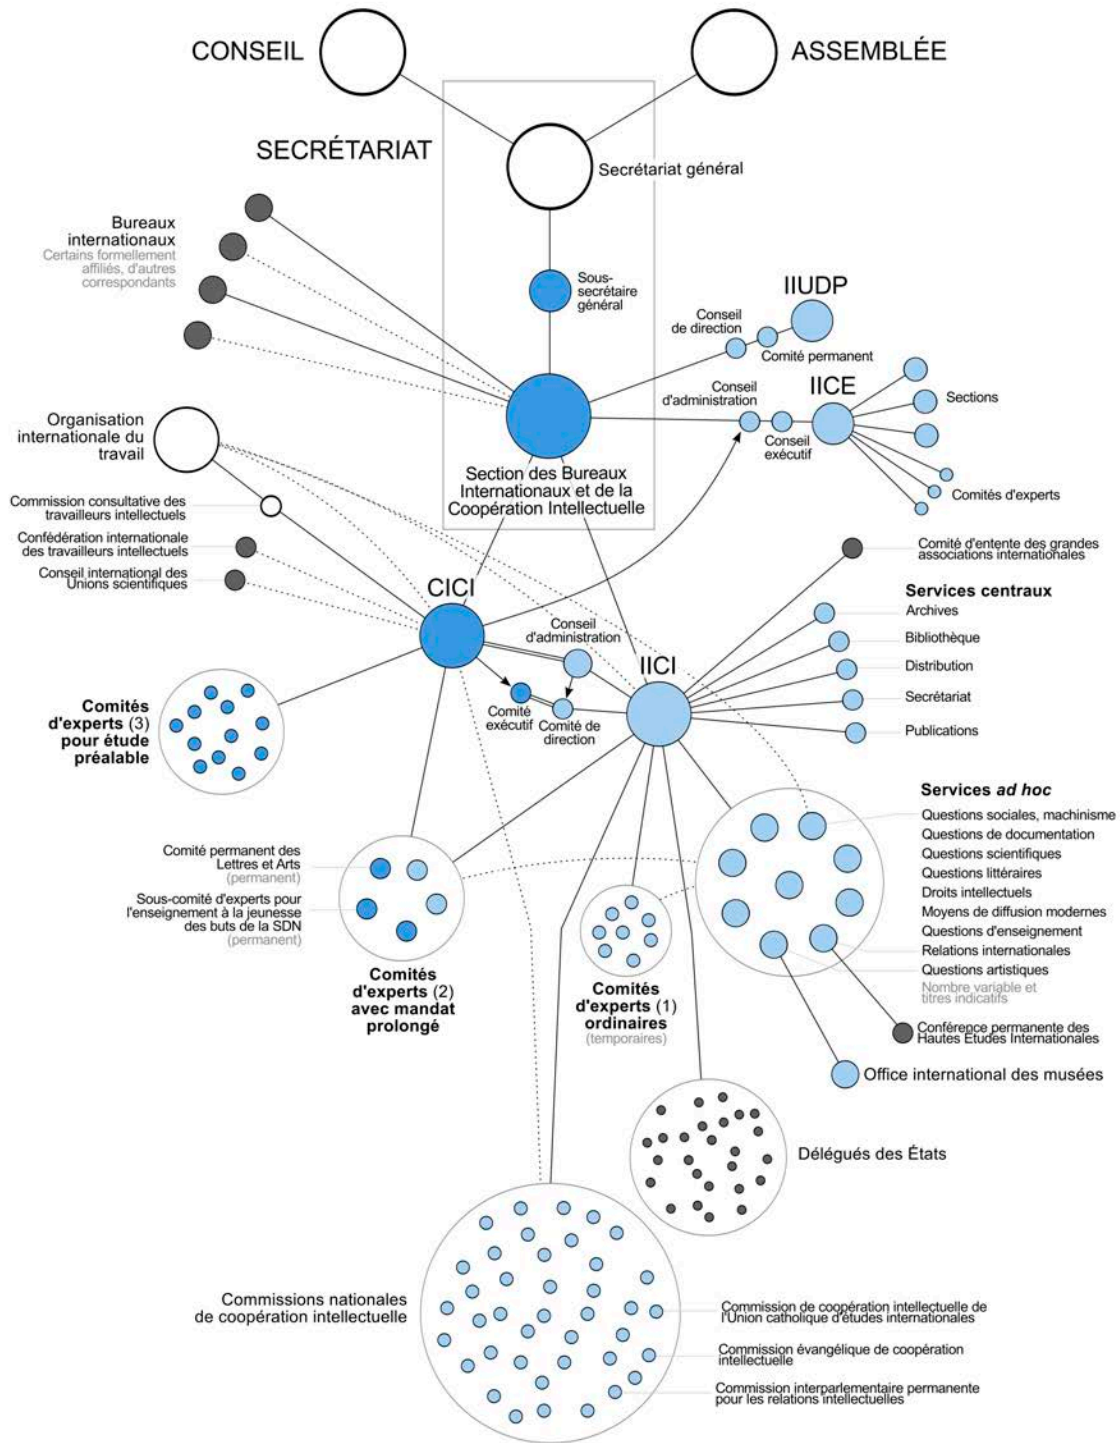 CONSEIL
ASSEMBLÉE
SECRÉTARIAT
Secrétariat général
Bureaux
internationaux
Certains formellement
affiliés, d'autres
correspondants
Sous-
secrétaire
général
IIUDP
Conseil
de direction
Comité permanent
IICE
Conseil
d'administration
Conseil
exécutif
Sections
Comités d'experts
Organisation
internationale du
travail
Section des Bureaux
Internationaux et de la
Coopération Intellectuelle
Commission consultative des
travailleurs intellectuels
Confédération internationale
des travailleurs intellectuels
Conseil international des
Unions scientifiques
Comité d'entente des grandes
associations internationales
CICI
Conseil
d'administration
IICI
Comité
exécutif
Comité de
direction
Services centraux
Archives
Bibliothèque
Distribution
Secrétariat
Publications
Comités
d'experts (3)
pour étude
préalable
Services ad hoc
Questions sociales, machinisme
Questions de documentation
Questions scientifiques
Questions littéraires
Droits intellectuels
Moyens de diffusion modernes
Questions d'enseignement
Relations internationales
Questions artistiques
Nombre variable et
titres indicatifs
Comité permanent des
Lettres et Arts
(permanent)
Sous-comité d'experts pour
l'enseignement à la jeunesse
des buts de la SDN
(permanent)
Comités
d'experts (2)
avec mandat
prolongé
Comités
d'experts (1)
ordinaires
(temporaires)
Conférence permanente des
Hautes Études Internationales
Office international des musées
Délégués des États
Commissions nationales
de coopération intellectuelle
Commission de coopération intellectuelle de
l'Union catholique d'études internationales
Commission évangélique de coopération
intellectuelle
Commission interparlementaire permanente
pour les relations intellectuelles